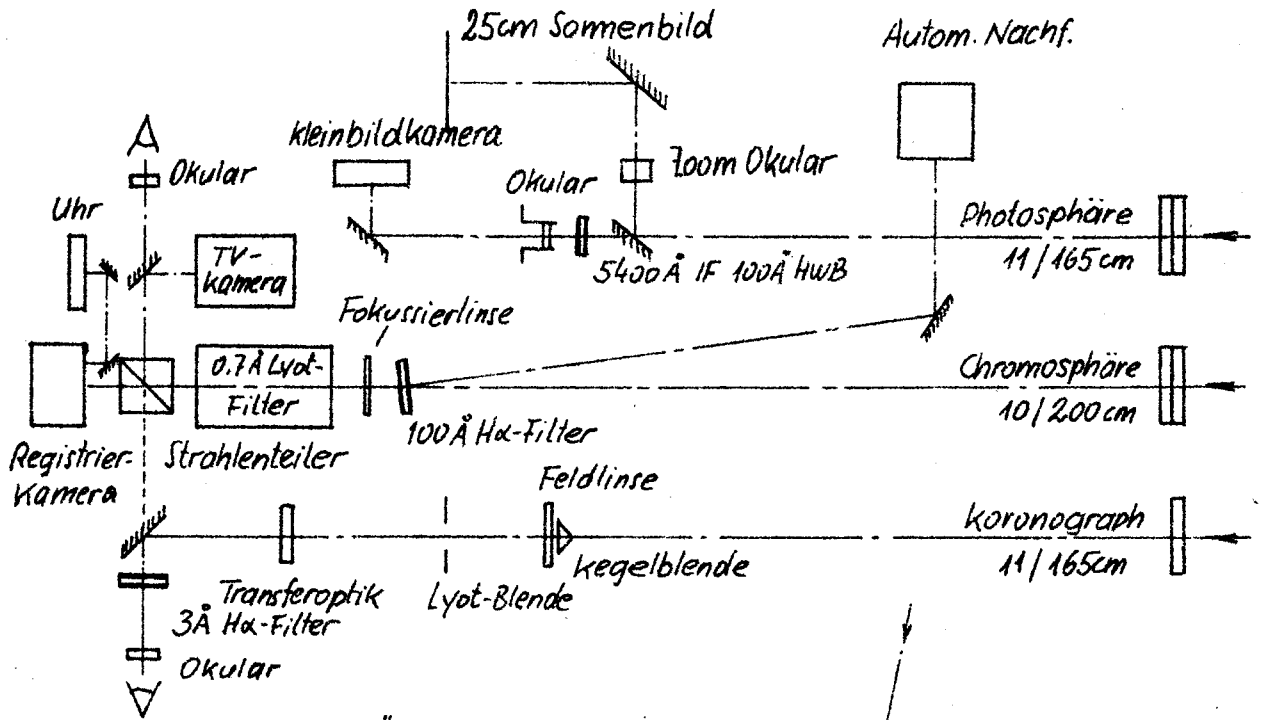 25cm Sonnenbild
Autom. Nachf.
Kleinbildkamera
Okular
Zoom Okular
Okular
Uhr
Photosphäre
11/165cm
TV-
Kamera
5400Å IF 100Å HWB
Fokussierlinse
0.7Å Lyot-
Filter
Chromosphäre
10/200cm
100Å Hα-Filter
Registrier-
Kamera
Strahlenteiler
Feldlinse
Koronograph
11/165cm
Kegelblende
Transferoptik
Lyot-Blende
3Å Hα-Filter
Okular